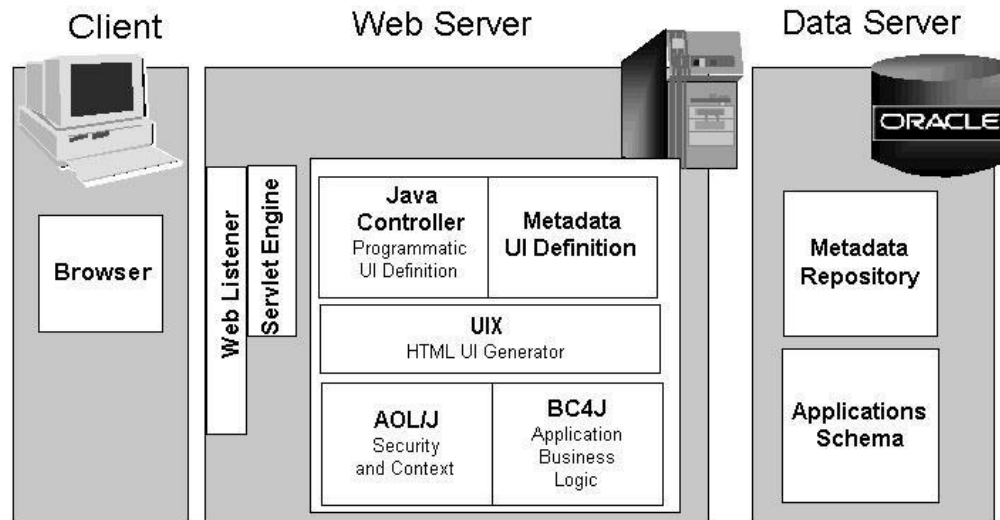 Client
Web Server
Data Server
ORACLE
Browser
Web Listener
Servlet Engine
Java
Controller
Programmatic
UI Definition
Metadata
UI Definition
UIX
HTML UI Generator
AOL/J
Security
and Context
BC4J
Application
Business
Logic
Metadata
Repository
Applications
Schema